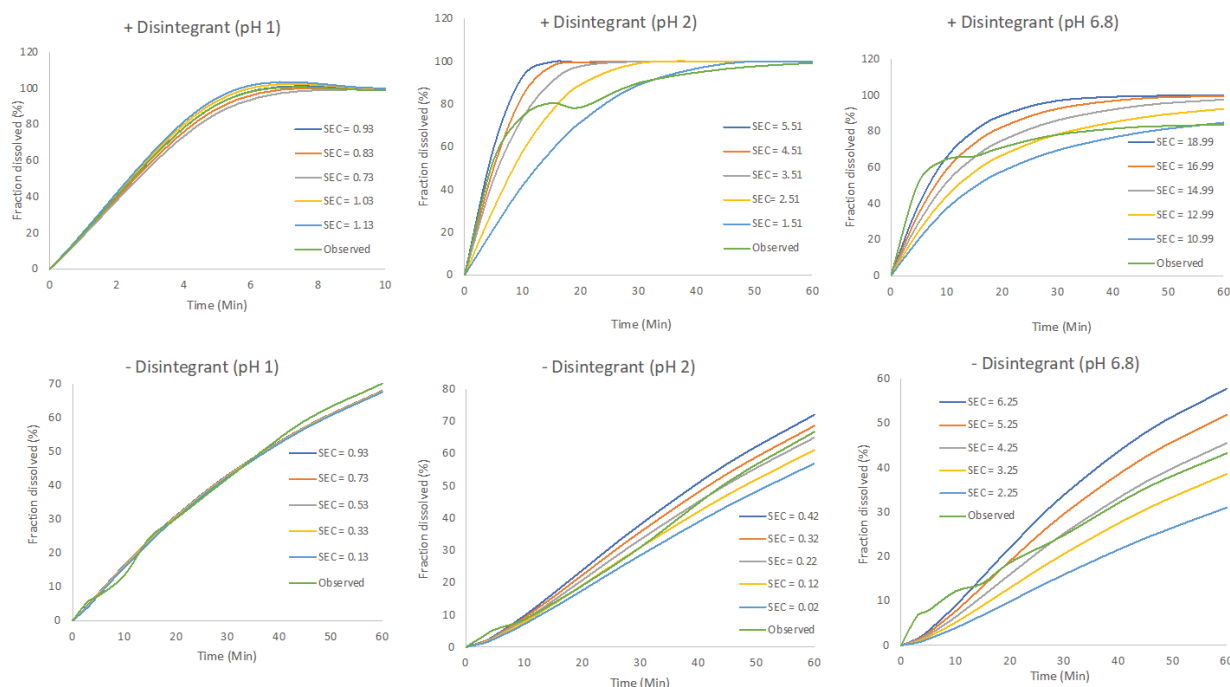 + Disintegrant (pH 1)
Fraction dissolved (%)
120
100
80
60
40
20
0
0 2 4 6 8 10
Time (Min)
SEC = 0.93
SEC = 0.83
SEC = 0.73
SEC = 1.03
SEC = 1.13
Observed
+ Disintegrant (pH 2)
Fraction dissolved (%)
120
100
80
60
40
20
0
0 10 20 30 40 50 60
Time (Min)
SEC = 5.51
SEC = 4.51
SEC = 3.51
SEC= 2.51
SEC = 1.51
Observed
+ Disintegrant (pH 6.8)
Fraction dissolved (%)
120
100
80
60
40
20
0
0 10 20 30 40 50 60
Time (Min)
SEC = 18.99
SEC = 16.99
SEC = 14.99
SEC = 12.99
SEC = 10.99
Observed
- Disintegrant (pH 1)
Fraction dissolved (%)
70
60
50
40
30
20
10
0
0 10 20 30 40 50 60
Time (Min)
SEC = 0.93
SEC = 0.73
SEC = 0.53
SEC = 0.33
SEC = 0.13
Observed
- Disintegrant (pH 2)
Fraction dissolved (%)
80
70
60
50
40
30
20
10
0
0 10 20 30 40 50 60
Time (Min)
SEC = 0.42
SEC = 0.32
SEc = 0.22
SEC = 0.12
SEC = 0.02
Observed
- Disintegrant (pH 6.8)
Fraction dissolved (%)
60
50
40
30
20
10
0
0 10 20 30 40 50 60
Time (Min)
SEC = 6.25
SEC = 5.25
SEC = 4.25
SEC = 3.25
SEC = 2.25
Observed